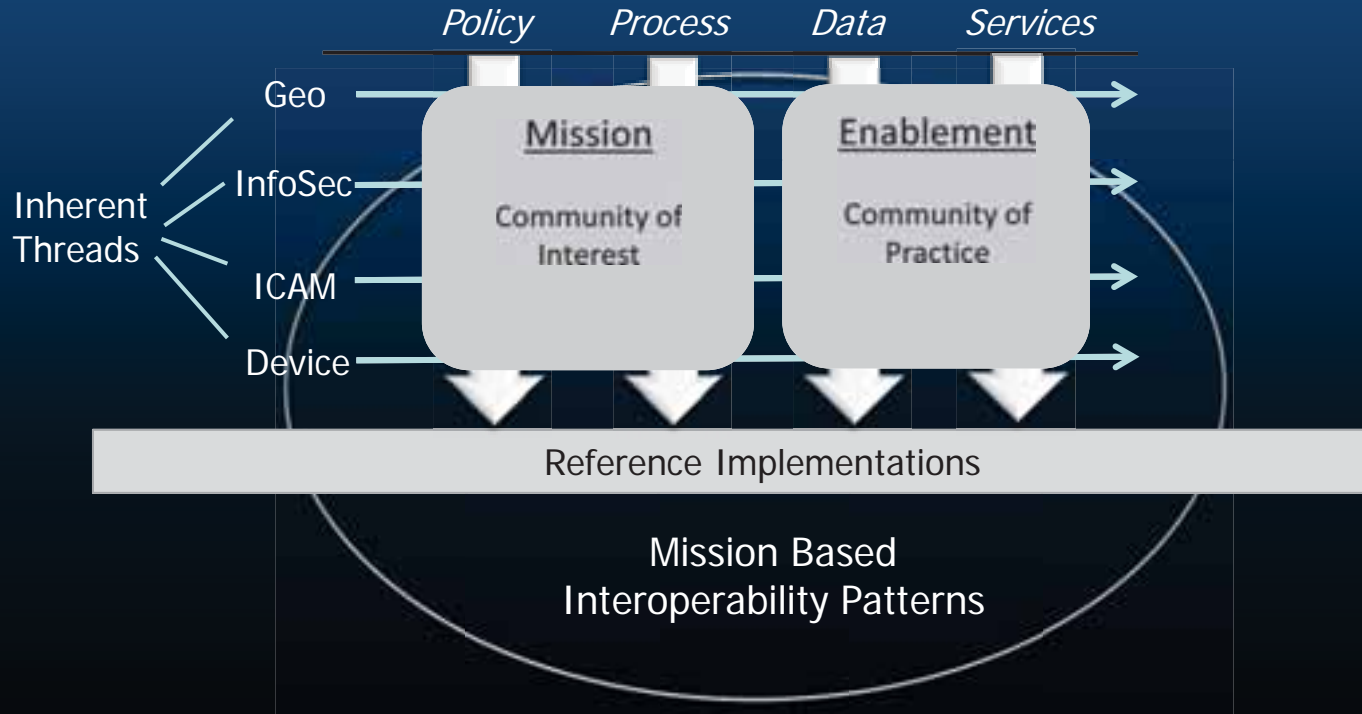 Policy Process Data Services
Geo
InfoSec
Inherent
Threads
ICAM
Device
Mission
Community of
Interest
Enablement
Community of
Practice
Reference Implementations
Mission Based
Interoperability Patterns